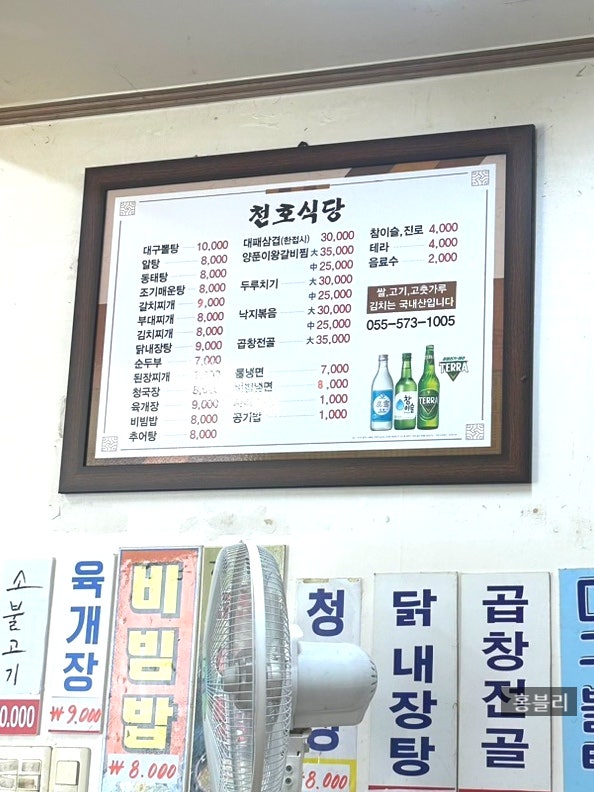 천호식당
대구뽈탕 10,000
알탕 8,000
동태탕 8,000
조기매운탕 8,000
갈치찌개 9,000
부대찌개 8,000
김치찌개 8,000
닭내장탕 9,000
순두부 7,000
된장찌개
청국장
육개장 9,000
비빔밥 8,000
추어탕 8,000
대패삼겹(한접시) 30,000
양푼이왕갈비찜 大 35,000
中 25,000
두루치기 大 30,000
中 25,000
낙지볶음 大 30,000
中 25,000
곱창전골 大 35,000
물냉면 7,000
8,000
1,000
공기밥 1,000
참이슬,진로 4,000
테라 4,000
음료수 2,000
쌀,고기,고춧가루
김치는 국내산입니다
055-573-1005
TERRA
참이슬
TERRA
소불고기
0.000
육개장
₩9.000
비빔밥
₩8.000
청
8.000
닭내장탕
곱창전골
홍블리